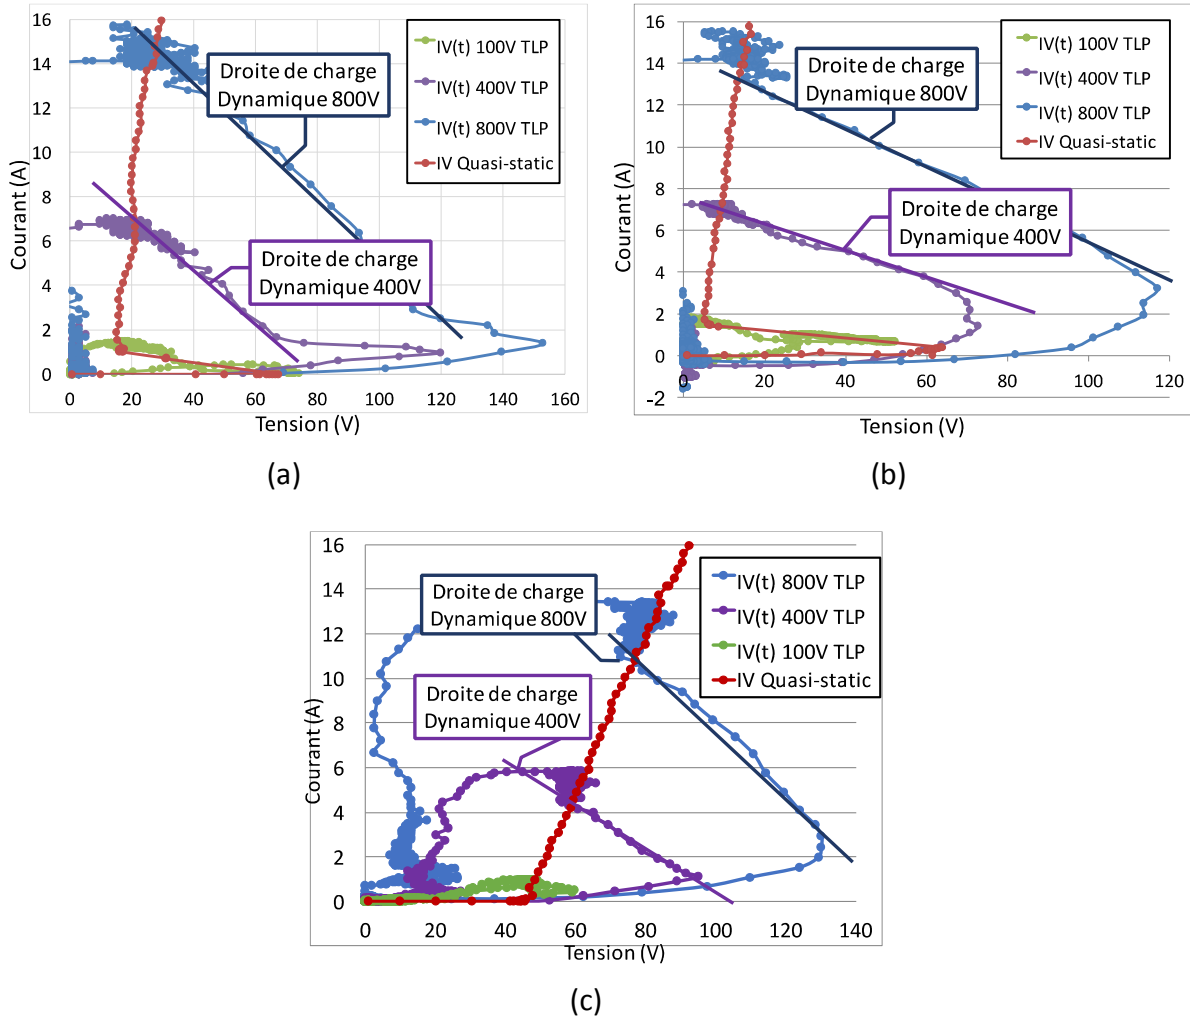 16
14
12
10
8
6
4
2
0
Courant (A)
0 20 40 60 80 100 120 140 160
Tension (V)
Droite de charge
Dynamique 800V
Droite de charge
Dynamique 400V
IV(t) 100V TLP
IV(t) 400V TLP
IV(t) 800V TLP
IV Quasi-static
(a)
16
14
12
10
8
6
4
2
0
-2
Courant (A)
0 20 40 60 80 100 120
Tension (V)
Droite de charge
Dynamique 800V
Droite de charge
Dynamique 400V
IV(t) 100V TLP
IV(t) 400V TLP
IV(t) 800V TLP
IV Quasi-static
(b)
16
14
12
10
8
6
4
2
0
Courant (A)
0 20 40 60 80 100 120 140
Tension (V)
Droite de charge
Dynamique 800V
Droite de charge
Dynamique 400V
IV(t) 800V TLP
IV(t) 400V TLP
IV(t) 100V TLP
IV Quasi-static
(c)